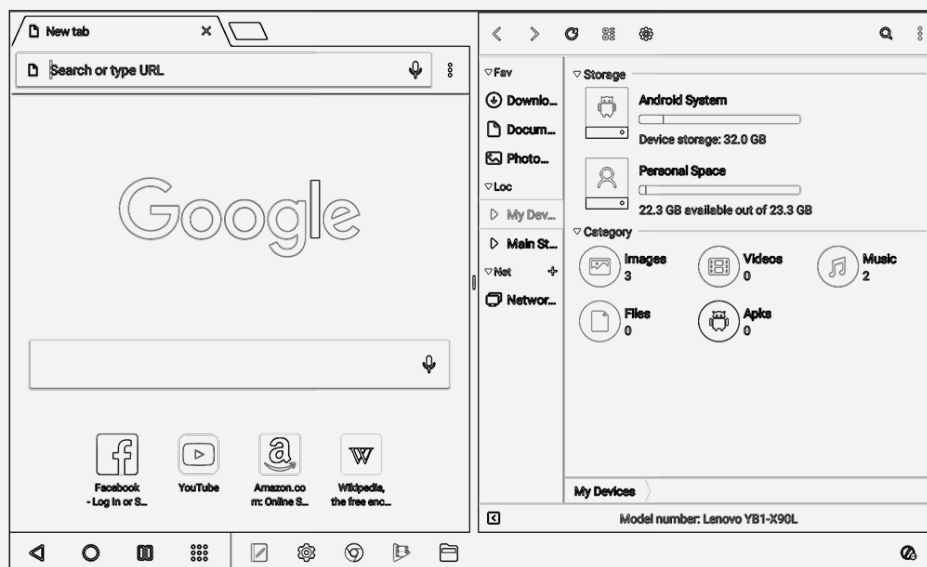 New tab
Search or type URL
Google
Facebook
- Log In or S...
YouTube
Amazon.co
m: Online S...
Wikipedia,
the free enc...
Fav
Downlo...
Docum...
Photo...
Loc
My Dev...
Main St...
Net
Networ...
Storage
Android System
Device storage: 32.0 GB
Personal Space
22.3 GB available out of 23.3 GB
Category
Images
3
Videos
0
Music
2
Files
0
Apks
0
My Devices
Model number: Lenovo YB1-X90L